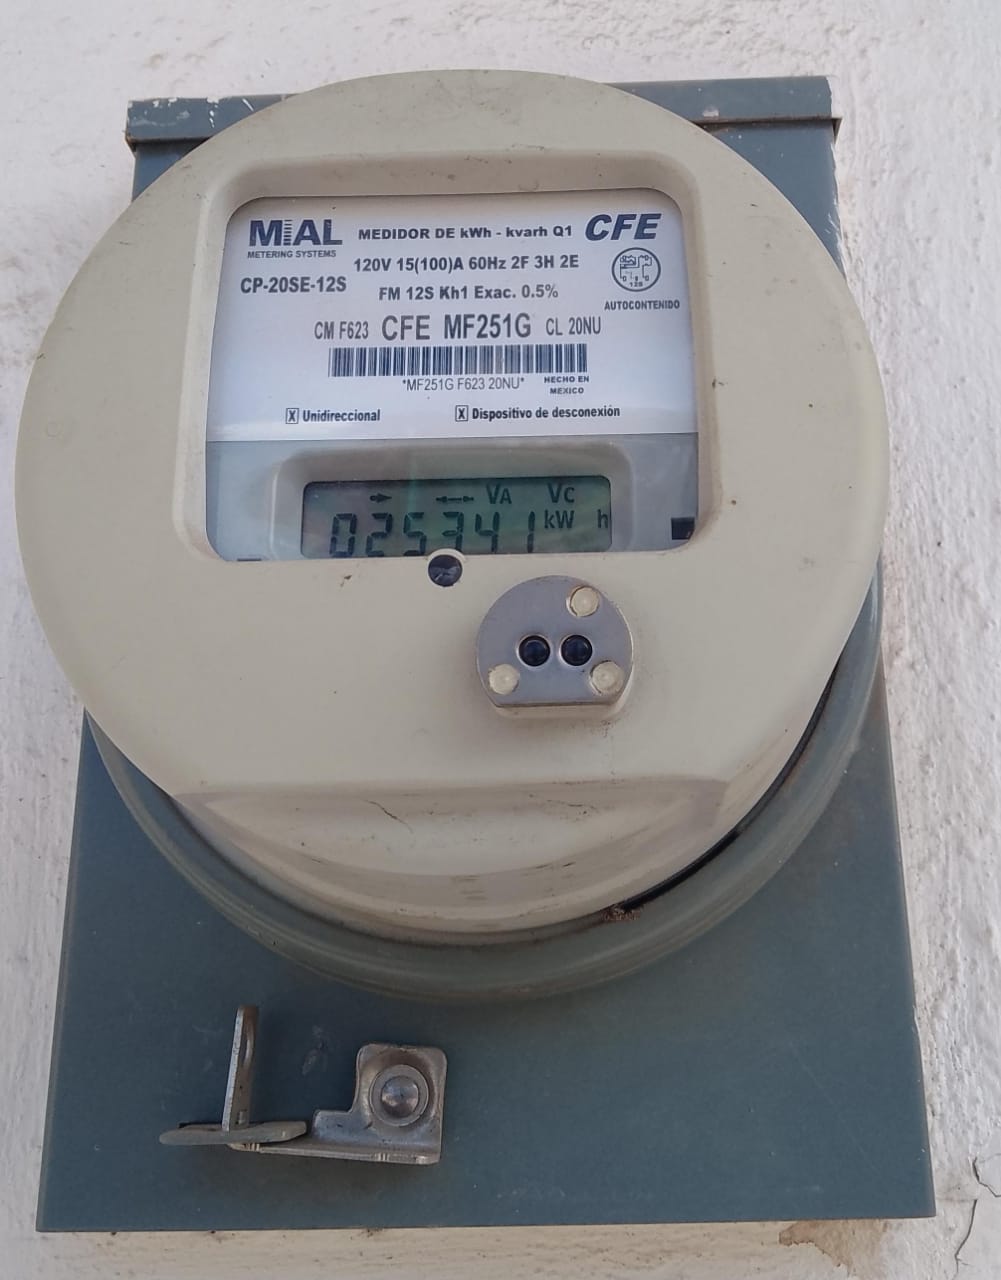 MIAL
METERING SYSTEMS
MEDIDOR DE kWh - kvarh Q1
CFE
120V 15(100)A 60Hz 2F 3H 2E
CP-20SE-12S
FM 12S Kh1 Exac. 0.5%
12S
AUTOCONTENIDO
CM F623 CFE MF251G CL 20NU
*MF251G F623 20NU*
HECHO EN
MEXICO
X Unidireccional
X Dispositivo de desconexión
VA VC
025341 kW h